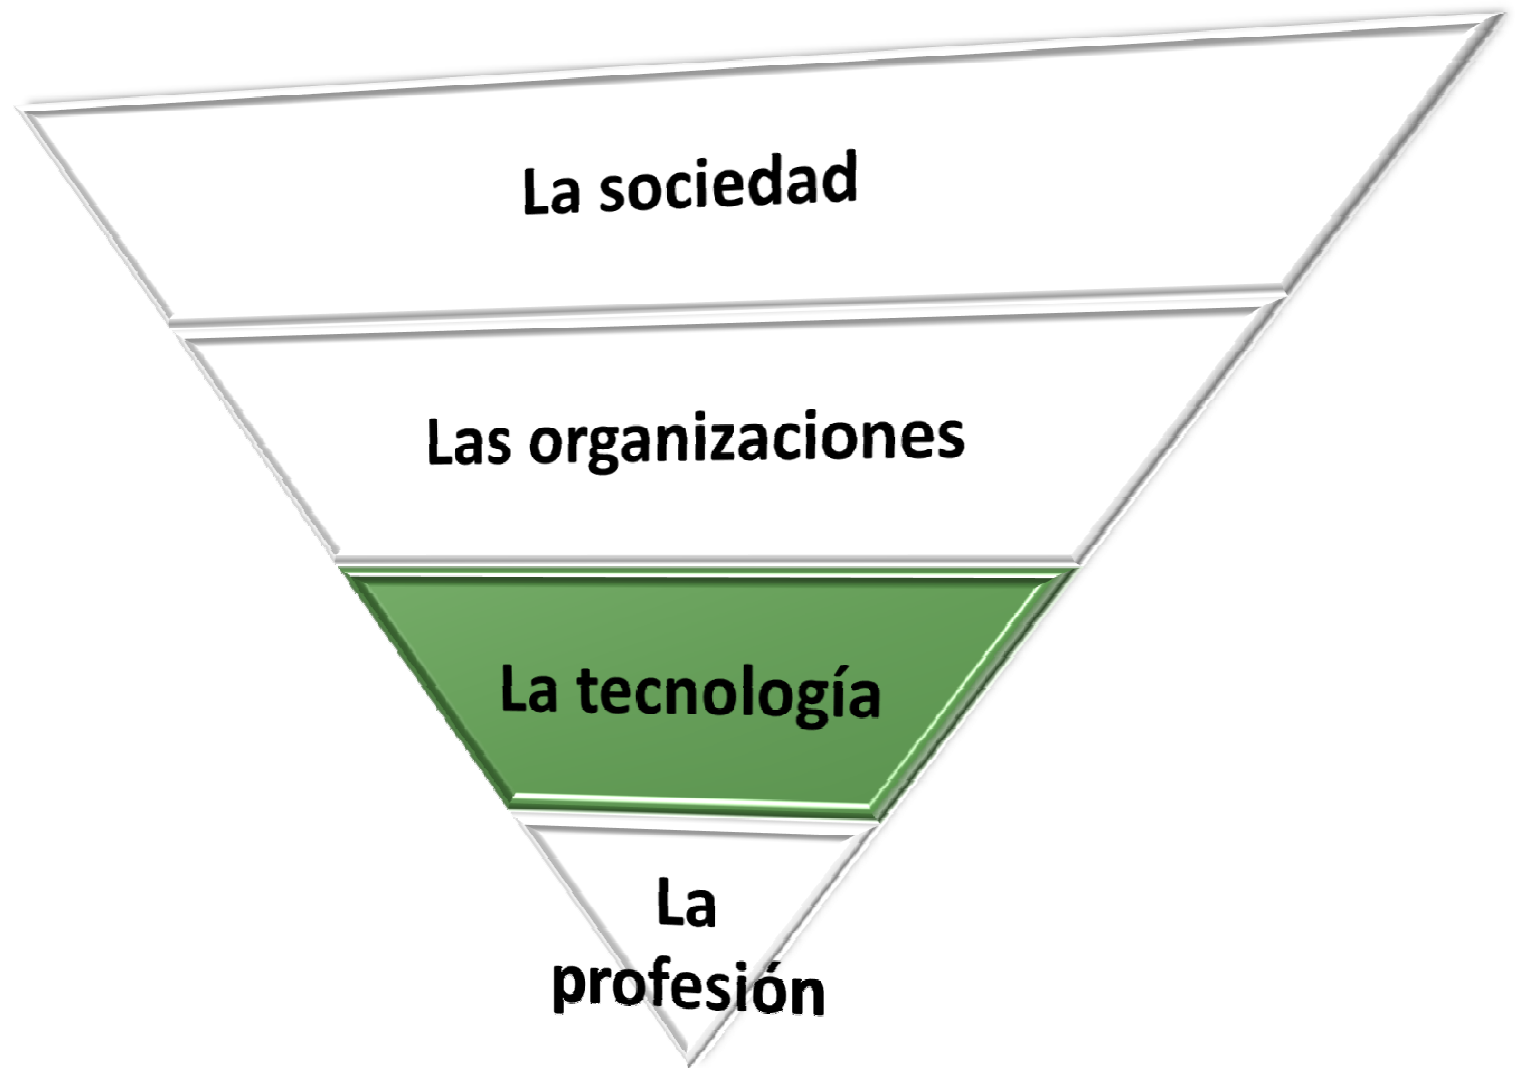 La sociedad
Las organizaciones
La tecnología
La
profesión